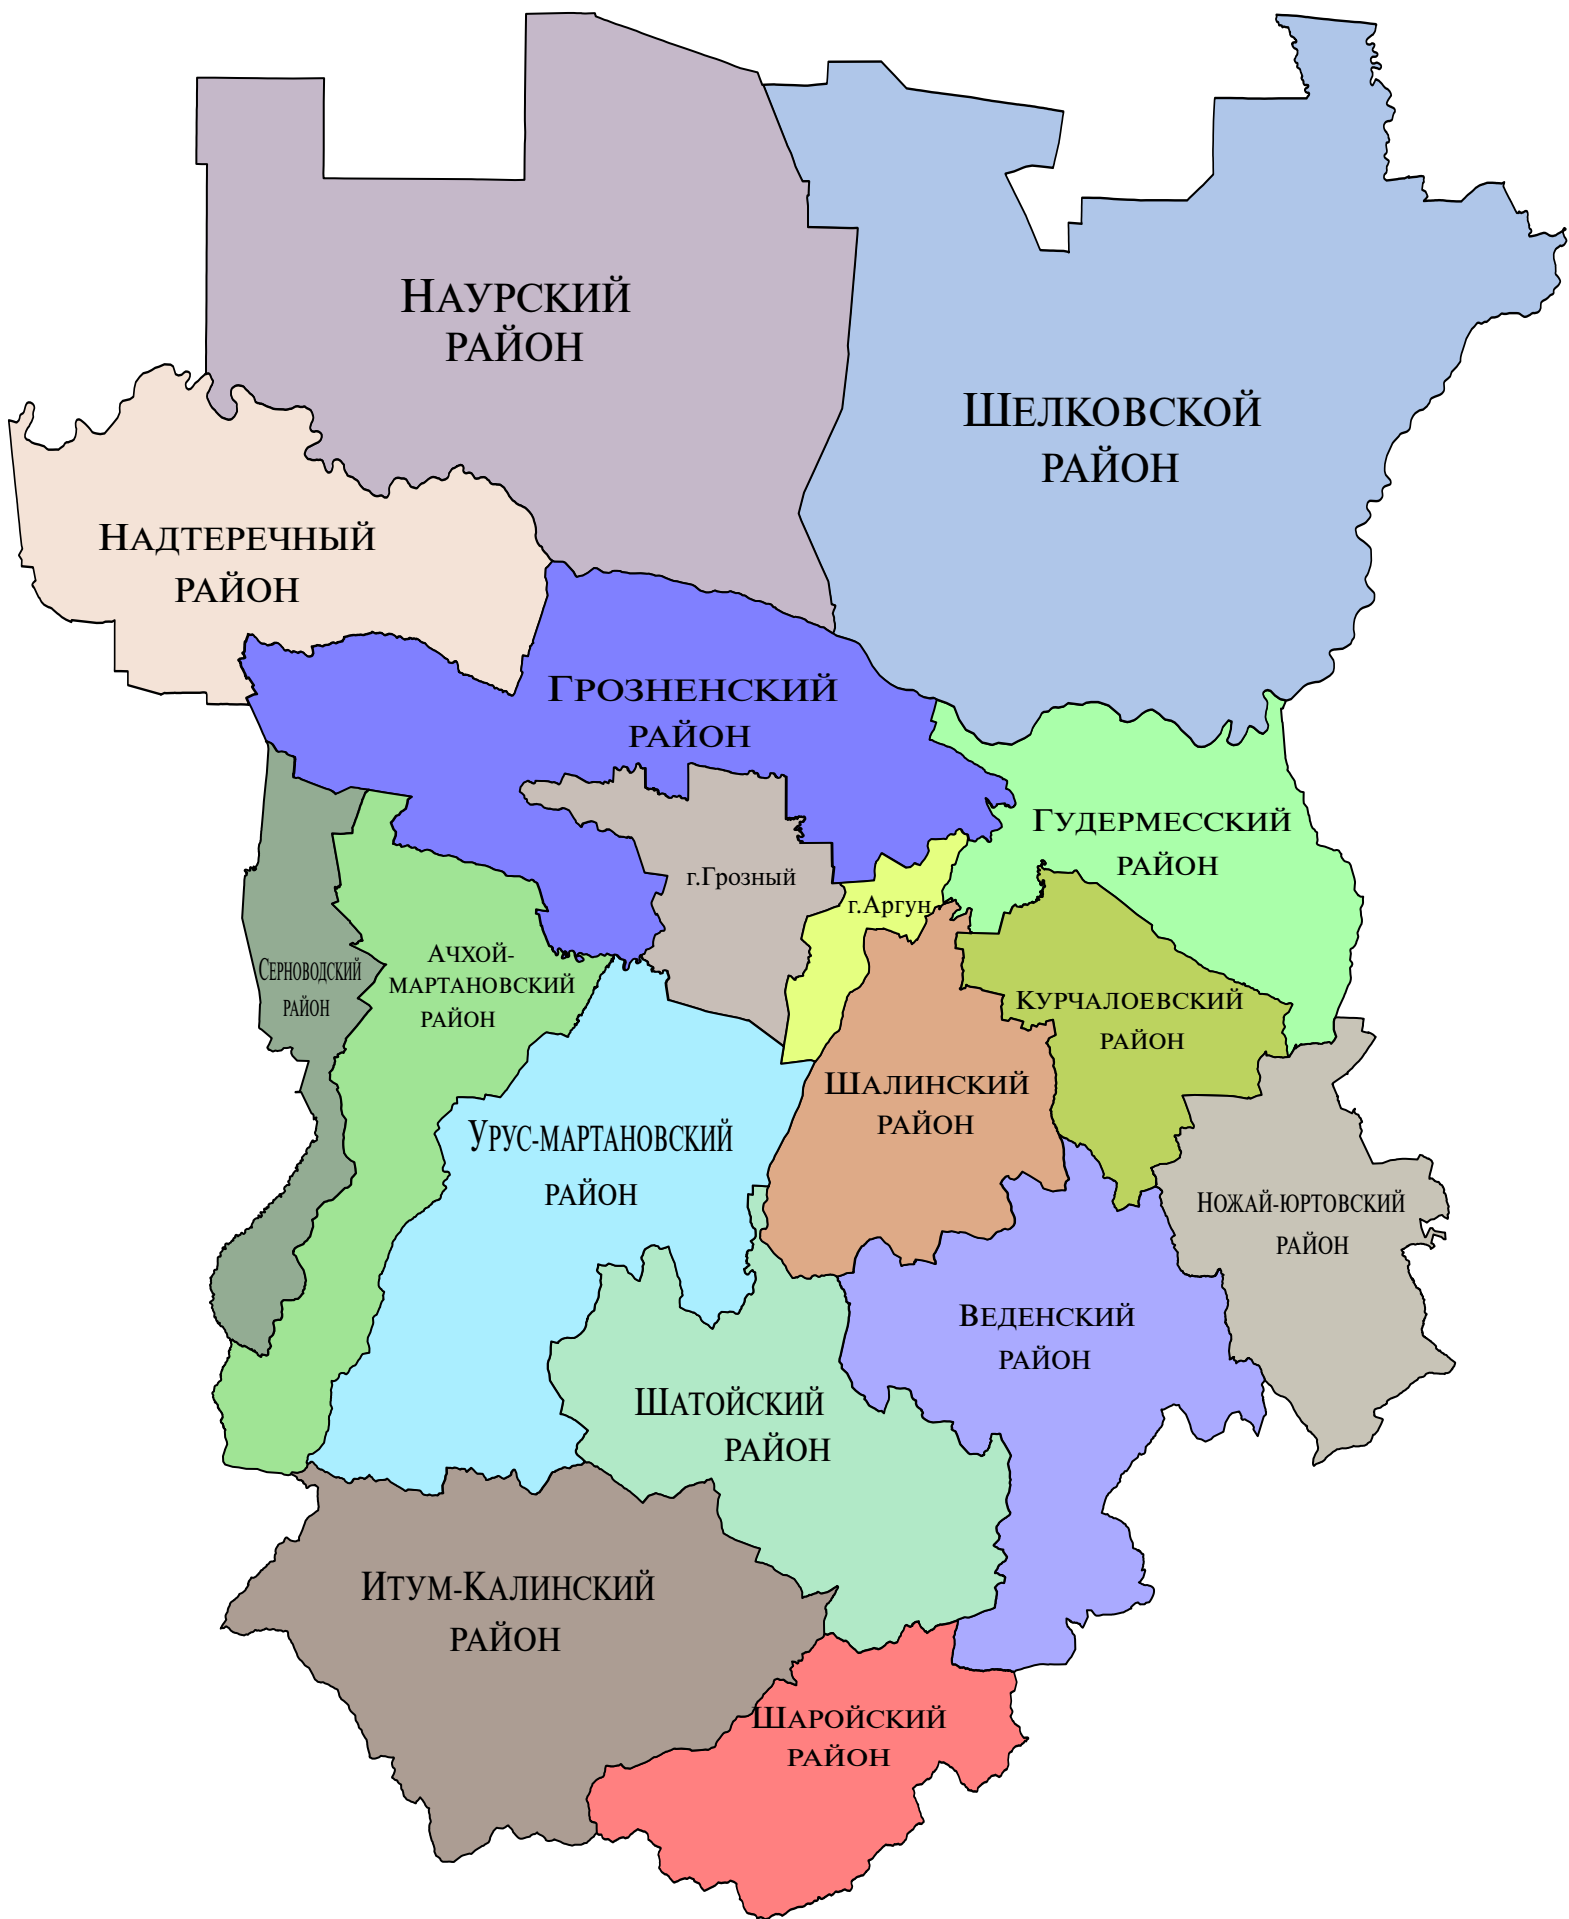 Наурский
район
Шелковской
район
Надтеречный
район
Грозненский
район
Гудермесский
район
г.Грозный
г.Аргун
Серноводский
район
Ачхой-
мартановский
район
Курчалоевский
район
Шалинский
район
Урус-мартановский
район
Ножай-юртовский
район
Веденский
район
Шатойский
район
Итум-Калинский
район
Шаройский
район